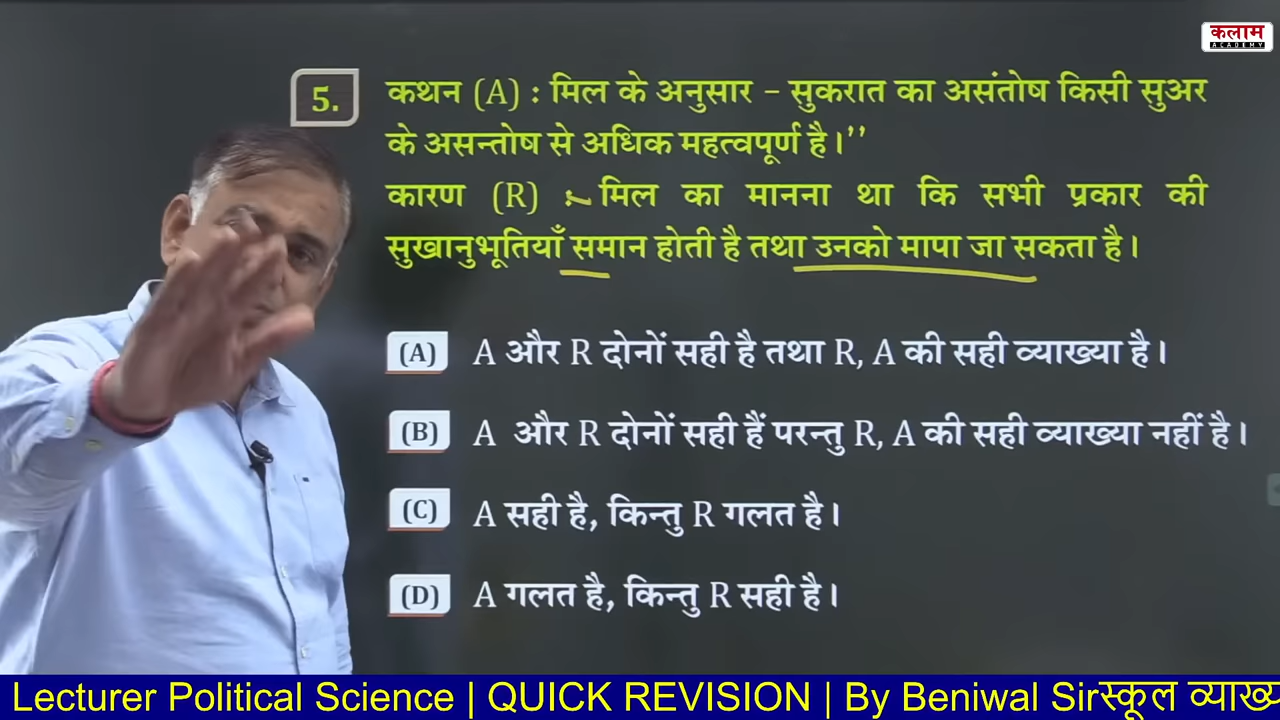 कलाम
ACADEMY
5.
कथन (A) : मिल के अनुसार – सुकरात का असंतोष किसी सुअर
के असन्तोष से अधिक महत्वपूर्ण है।’’
कारण (R) : मिल का मानना था कि सभी प्रकार की
सुखानुभूतियाँ समान होती है तथा उनको मापा जा सकता है।
(A) A और R दोनों सही है तथा R, A की सही व्याख्या है।
(B) A और R दोनों सही हैं परन्तु R, A की सही व्याख्या नहीं है।
(C) A सही है, किन्तु R गलत है।
(D) A गलत है, किन्तु R सही है।
Lecturer Political Science | QUICK REVISION | By Beniwal Sirस्कूल व्याख्य